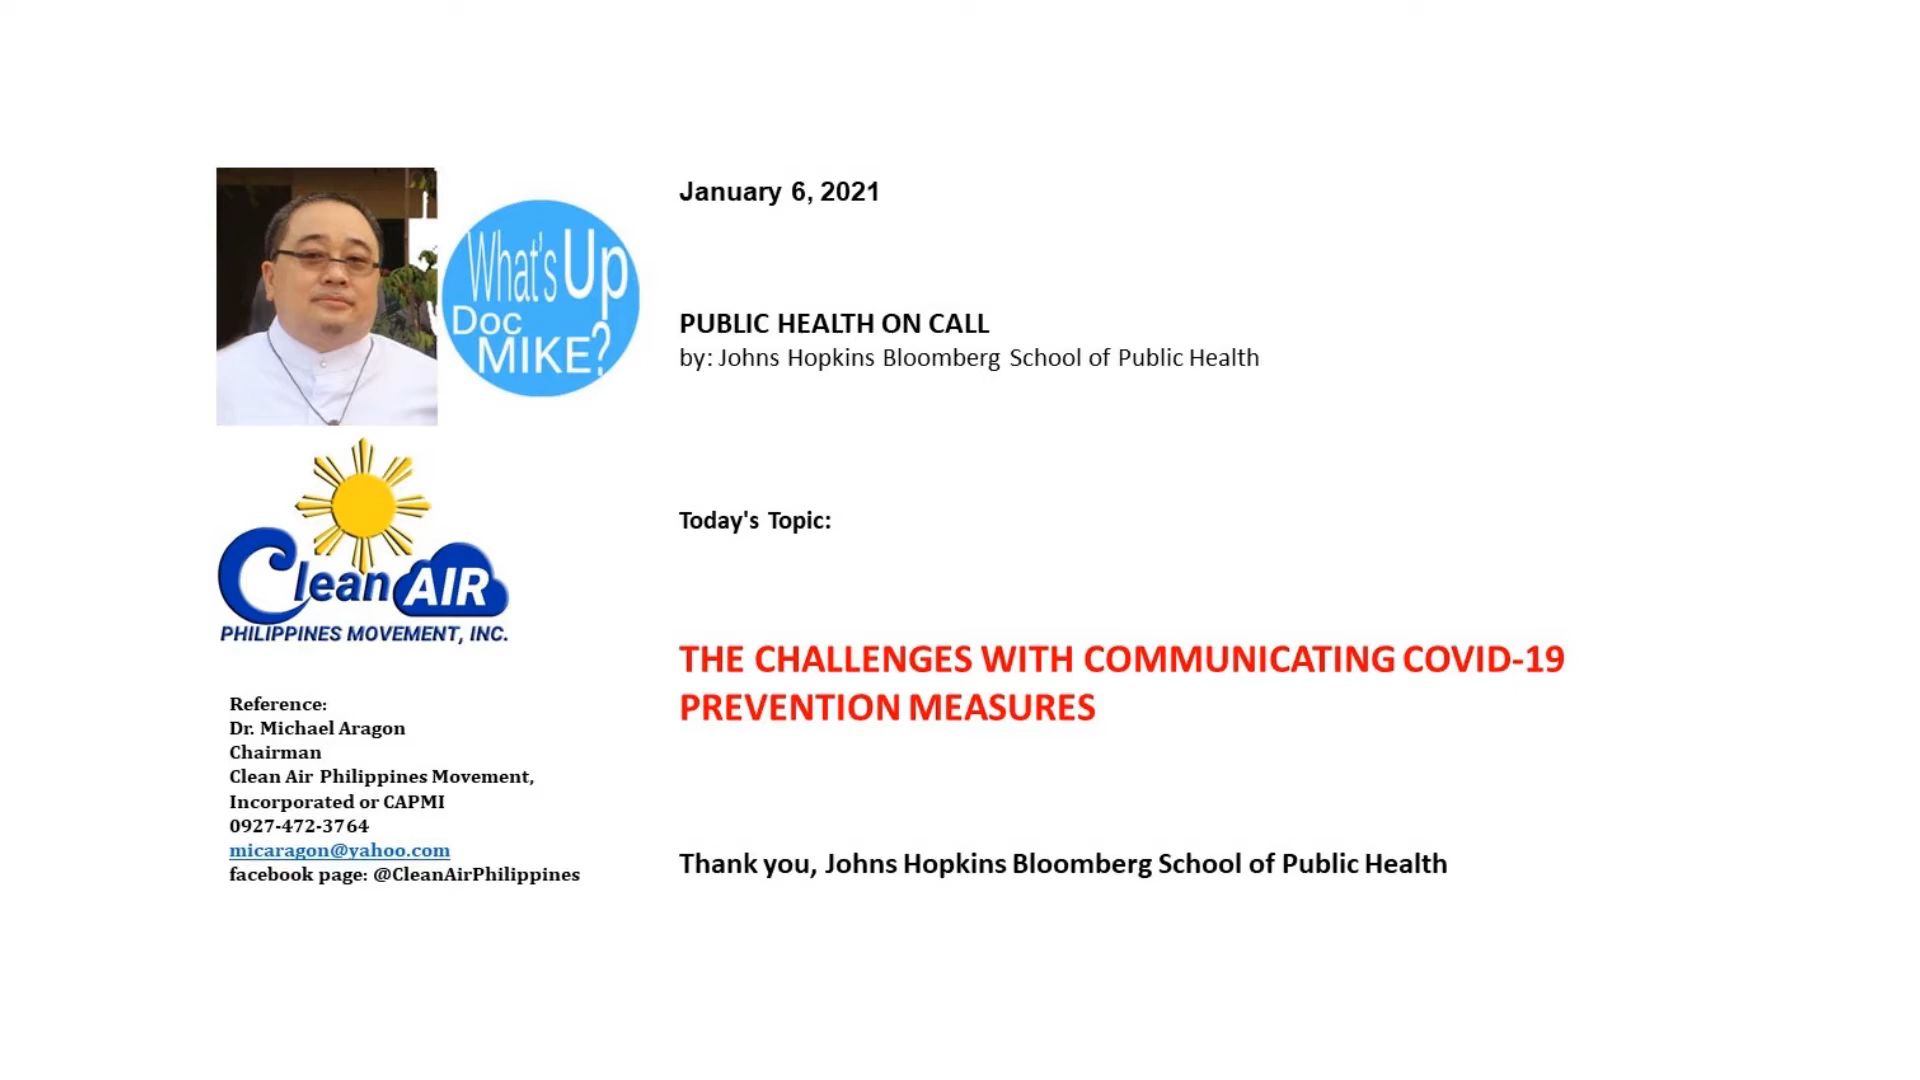 January 6, 2021
What's Up
Doc
MIKE?
PUBLIC HEALTH ON CALL
by: Johns Hopkins Bloomberg School of Public Health
Today's Topic:
Clean AIR
PHILIPPINES MOVEMENT, INC.
THE CHALLENGES WITH COMMUNICATING COVID-19
PREVENTION MEASURES
Reference:
Dr. Michael Aragon
Chairman
Clean Air Philippines Movement,
Incorporated or CAPMI
0927-472-3764
micaragon@yahoo.com
facebook page: @CleanAirPhilippines
Thank you, Johns Hopkins Bloomberg School of Public Health